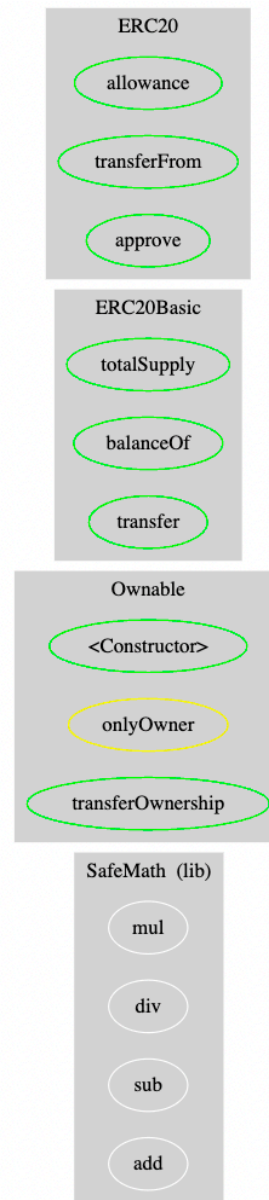 ERC20
allowance
transferFrom
approve
ERC20Basic
totalSupply
balanceOf
transfer
Ownable
<Constructor>
onlyOwner
transferOwnership
SafeMath (lib)
mul
div
sub
add